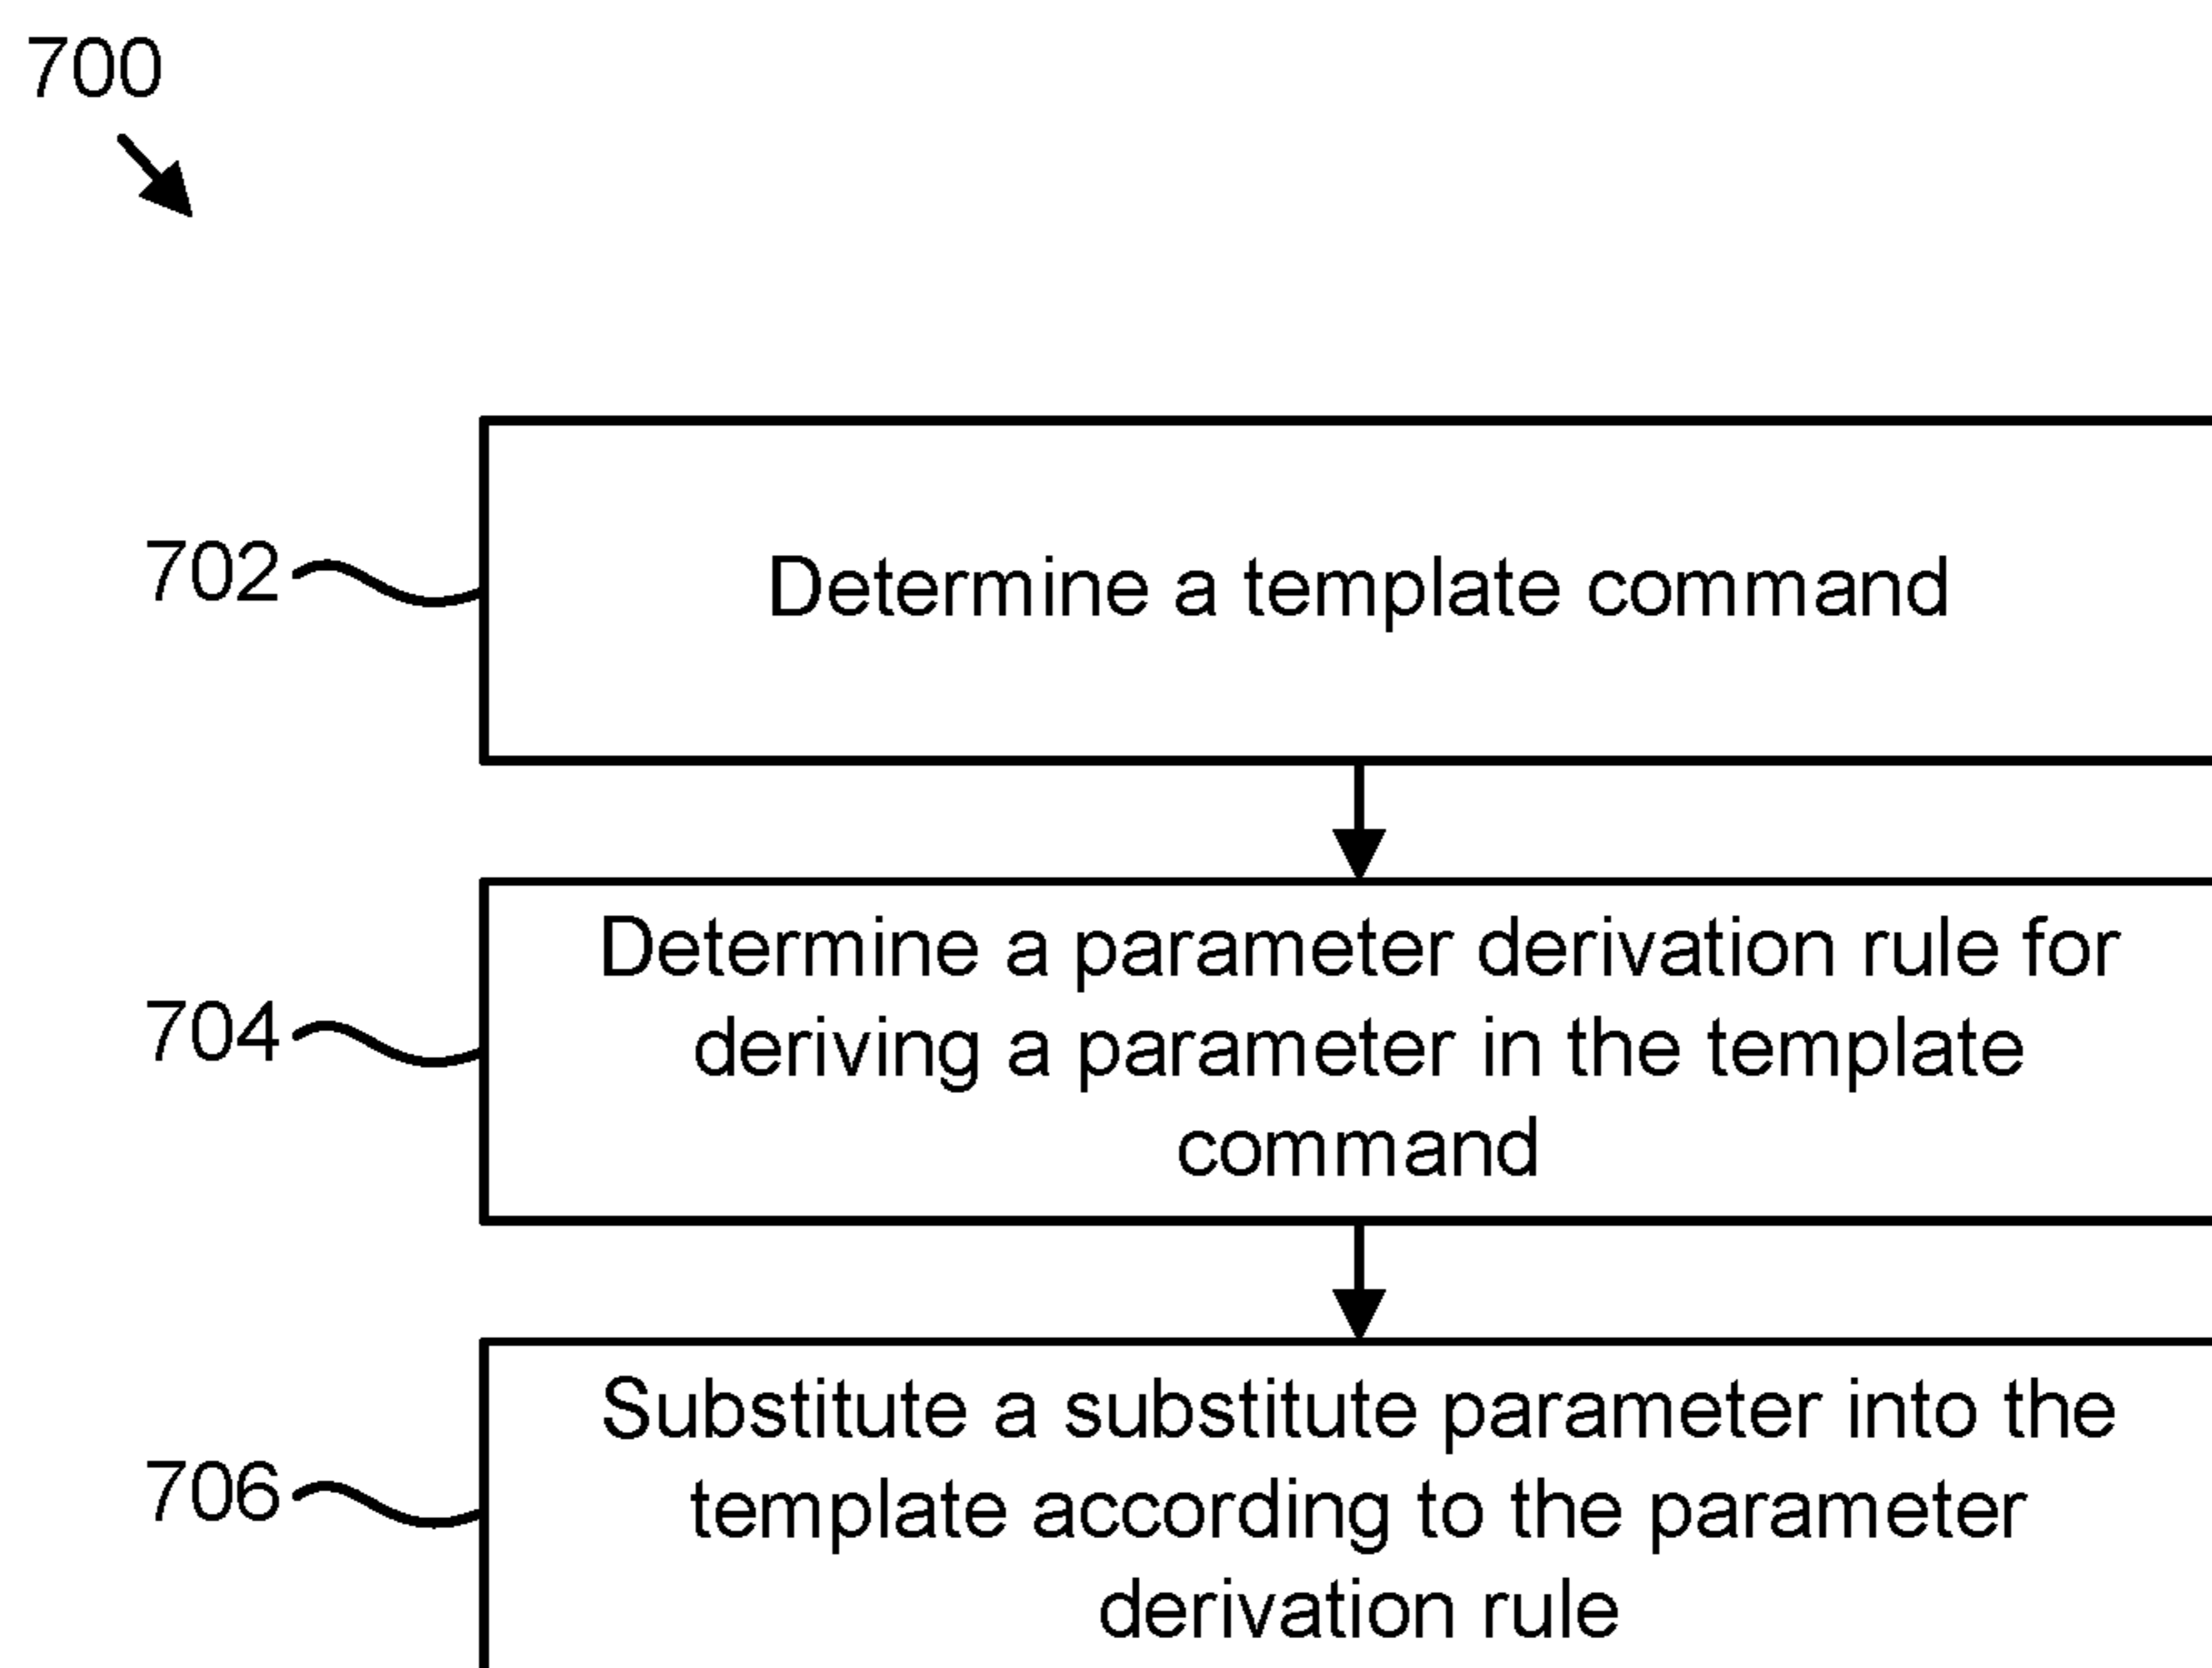 700
702
Determine a template command
704
Determine a parameter derivation rule for
deriving a parameter in the template
command
706
Substitute a substitute parameter into the
template according to the parameter
derivation rule